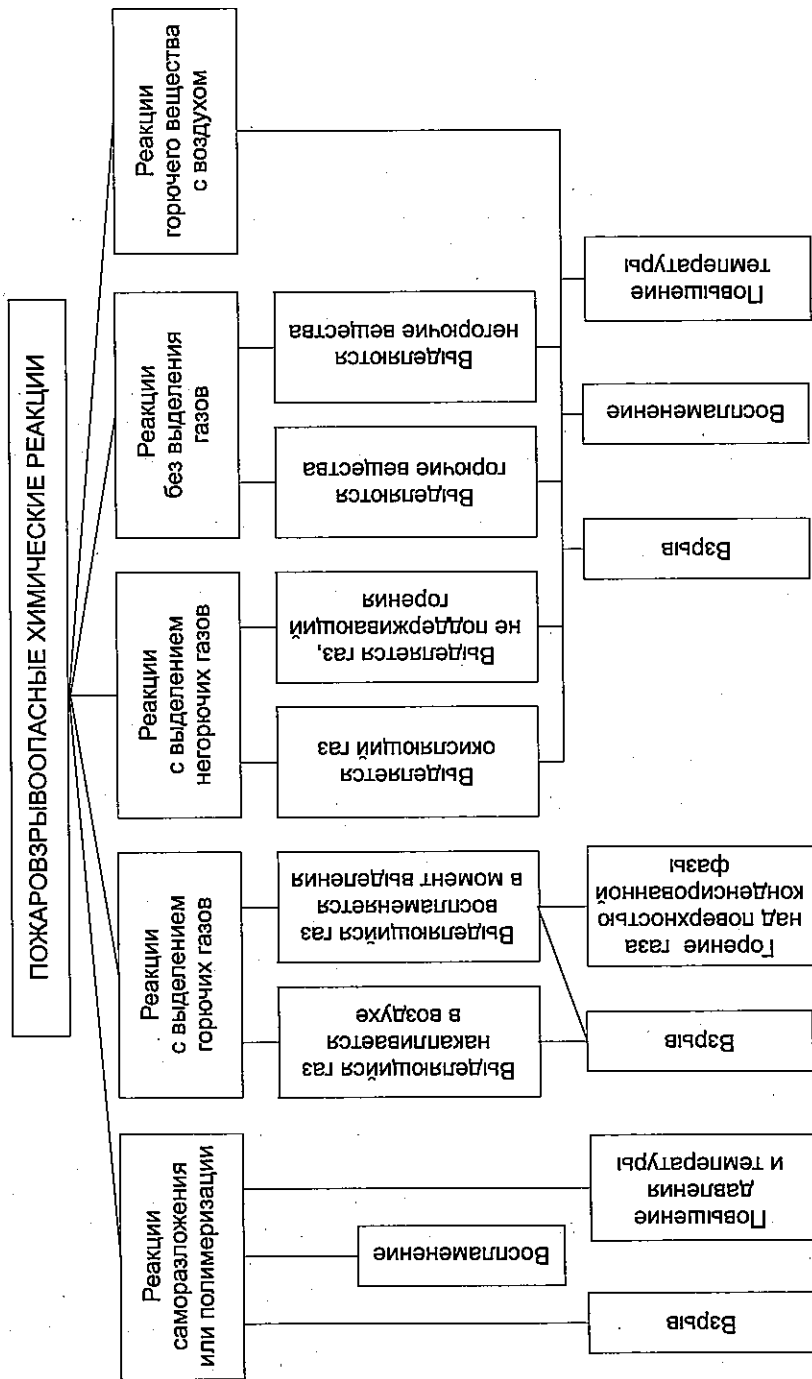 ПОЖАРОВЗРЫВООПАСНЫЕ ХИМИЧЕСКИЕ РЕАКЦИИ
Реакции
саморазложения
или полимеризации
Реакции
с выделением
горючих газов
Реакции
с выделением
негорючих газов
Реакции
без выделения
газов
Реакции
горючего вещества
с воздухом
Выделяющийся газ
накапливается
в воздухе
Выделяющийся газ
воспламеняется
в момент выделения
Выделяется
окисляющий газ
Выделяется газ,
не поддерживающий
горения
Выделяются
горючие вещества
Выделяются
негорючие вещества
Взрыв
Воспламенение
Повышение
давления
и температуры
Взрыв
Горение газа
над поверхностью
конденсированной
фазы
Взрыв
Воспламенение
Повышение
температуры